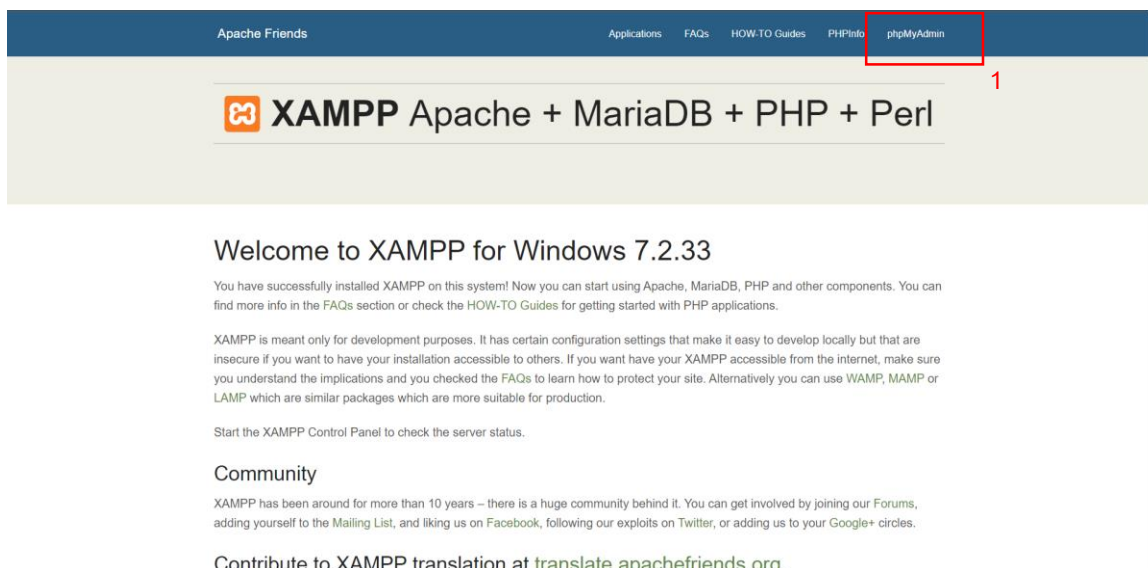 Apache Friends Applications FAQs HOW-TO Guides PHPInfo phpMyAdmin
1
XAMPP Apache + MariaDB + PHP + Perl
Welcome to XAMPP for Windows 7.2.33
You have successfully installed XAMPP on this system! Now you can start using Apache, MariaDB, PHP and other components. You can
find more info in the FAQs section or check the HOW-TO Guides for getting started with PHP applications.
XAMPP is meant only for development purposes. It has certain configuration settings that make it easy to develop locally but that are
insecure if you want to have your installation accessible to others. If you want have your XAMPP accessible from the internet, make sure
you understand the implications and you checked the FAQs to learn how to protect your site. Alternatively you can use WAMP, MAMP or
LAMP which are similar packages which are more suitable for production.
Start the XAMPP Control Panel to check the server status.
Community
XAMPP has been around for more than 10 years – there is a huge community behind it. You can get involved by joining our Forums,
adding yourself to the Mailing List, and liking us on Facebook, following our exploits on Twitter, or adding us to your Google+ circles.
Contribute to XAMPP translation at translate.apachefriends.org